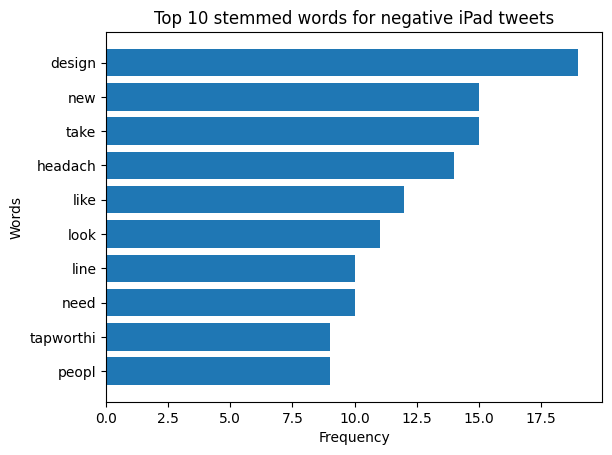 Top 10 stemmed words for negative iPad tweets
design
new
take
headach
like
look
line
need
tapworthi
peopl
Words
0.0 2.5 5.0 7.5 10.0 12.5 15.0 17.5
Frequency